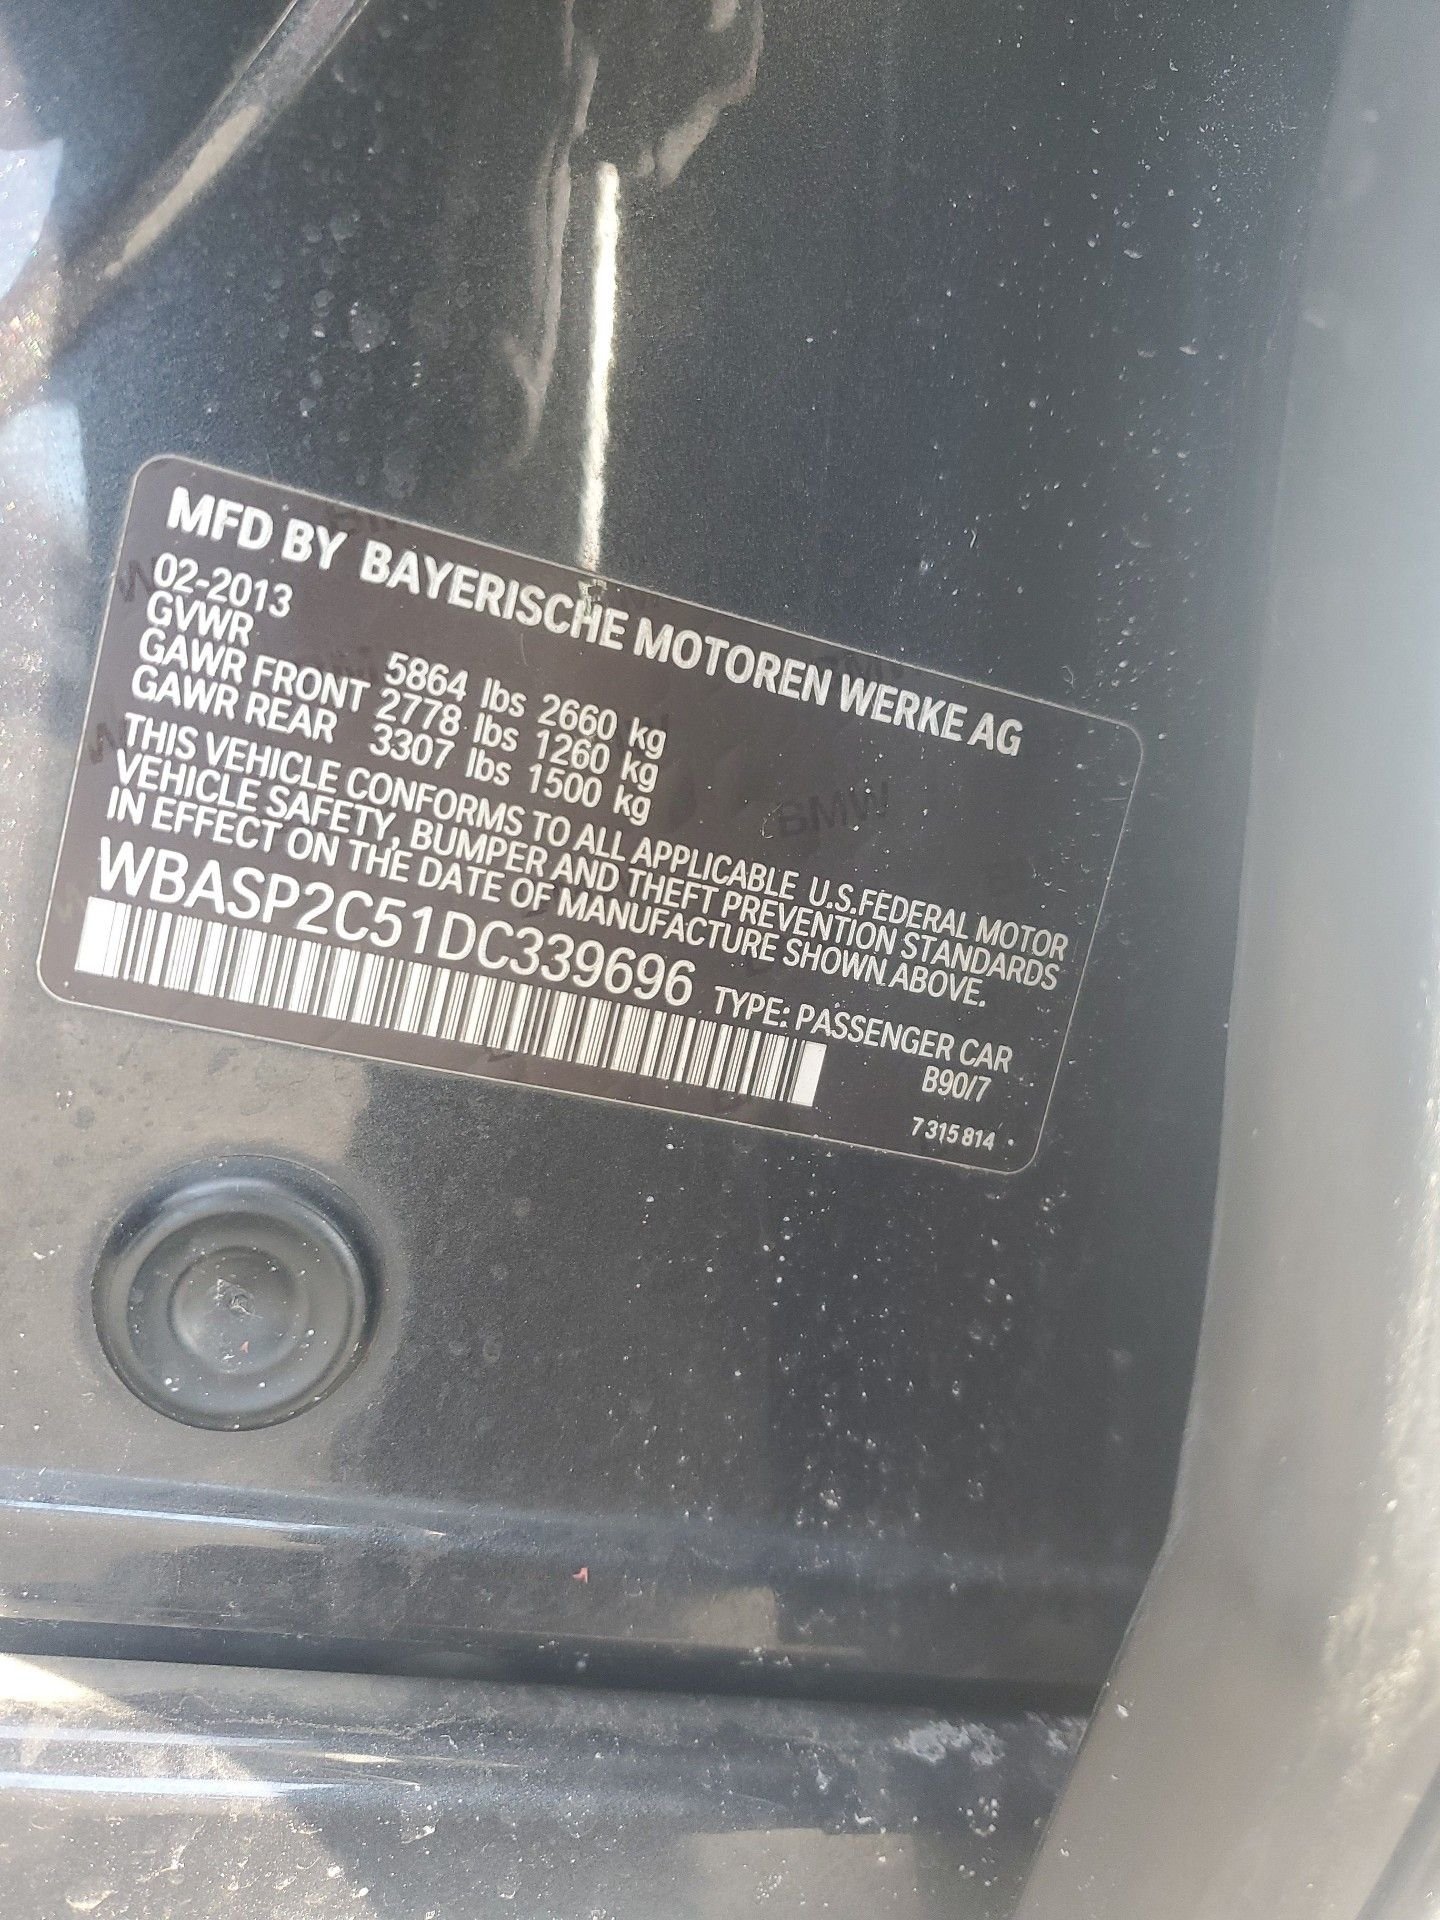 MFD BY BAYERISCHE MOTOREN WERKE AG
02-2013
GVWR 5864 lbs 2660 kg
GAWR FRONT 2778 lbs 1260 kg
GAWR REAR 3307 lbs 1500 kg
THIS VEHICLE CONFORMS TO ALL APPLICABLE U.S.FEDERAL MOTOR
VEHICLE SAFETY, BUMPER AND THEFT PREVENTION STANDARDS
IN EFFECT ON THE DATE OF MANUFACTURE SHOWN ABOVE.
WBASP2C51DC339696 TYPE: PASSENGER CAR
B90/7
7 315 814
BMW